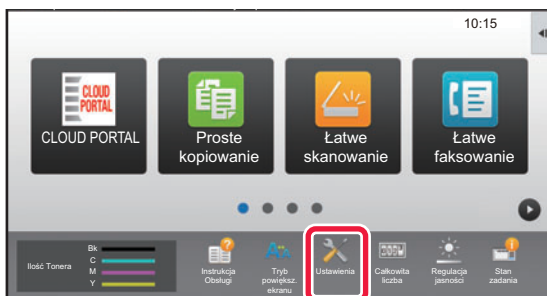 10:15
CLOUD
PORTAL
CLOUD PORTAL
Proste
kopiowanie
Łatwe
skanowanie
Łatwe
faksowanie
Ilość Tonera
Bk
C
M
Y
Instrukcja
Obsługi
Tryb
powiększ.
ekranu
Ustawienia
Całkowita
liczba
Regulacja
jasności
Stan
zadania